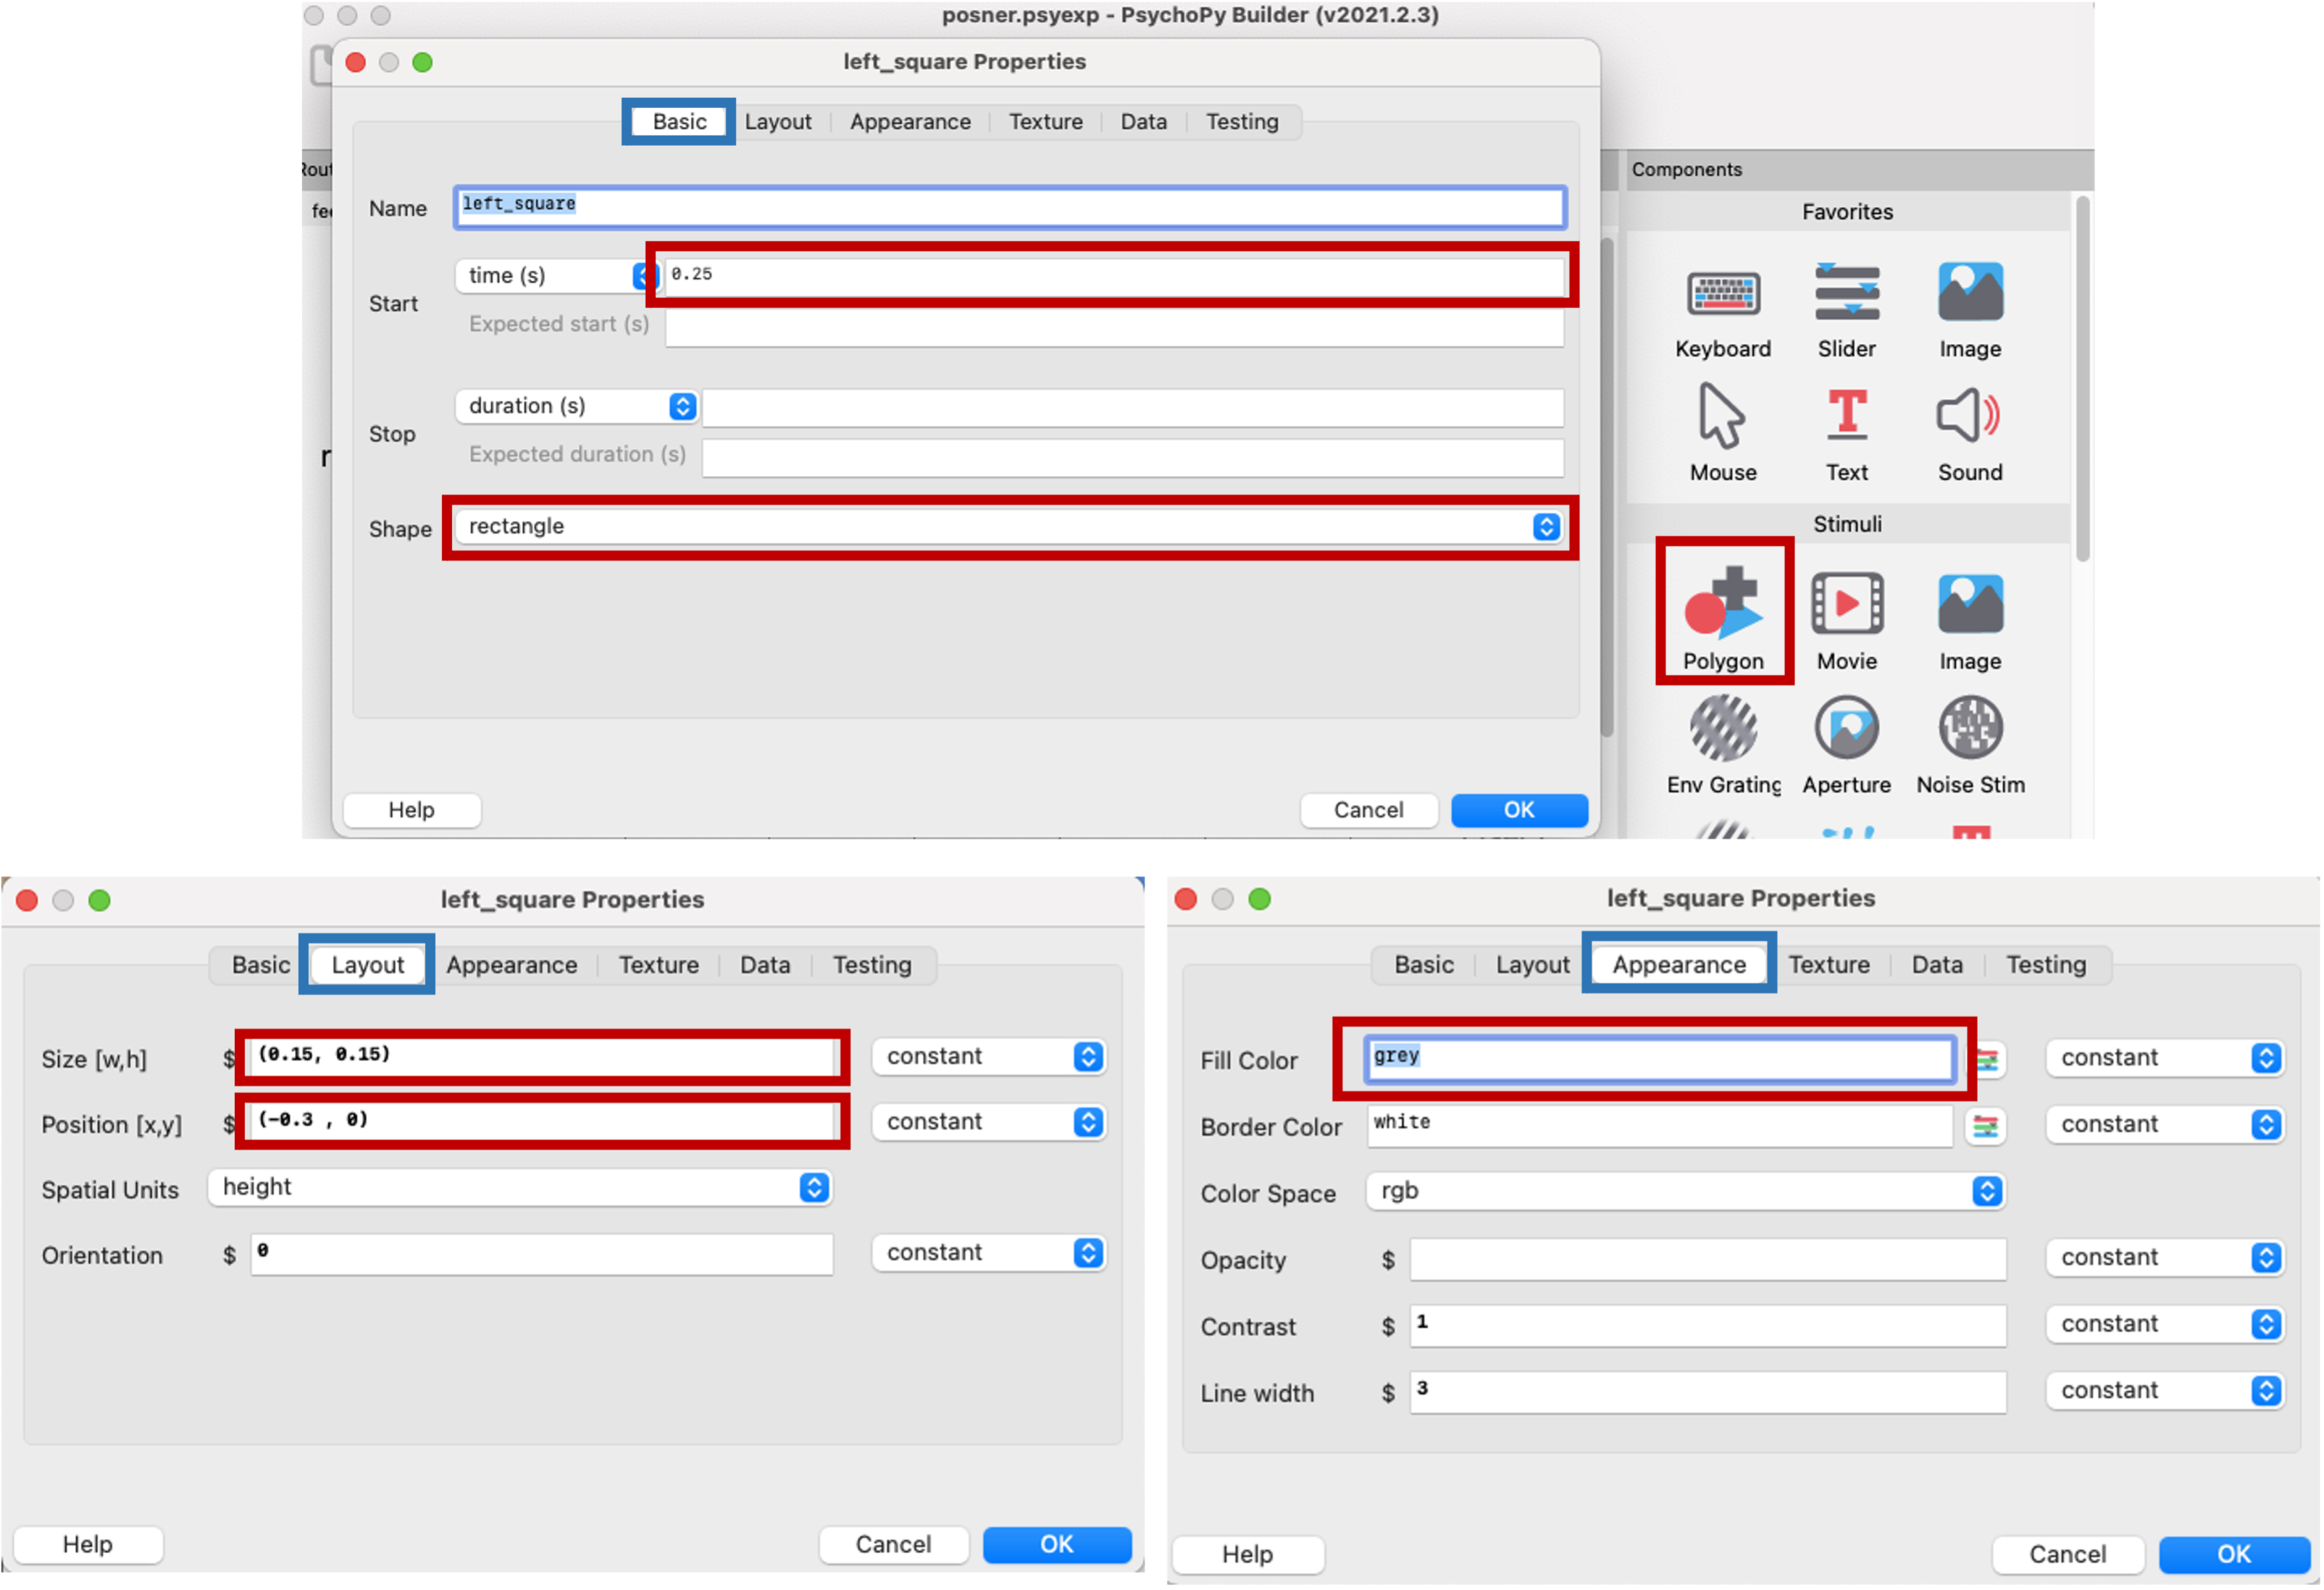 posner.psyexp - PsychoPy Builder (v2021.2.3)
left_square Properties
Basic Layout Appearance Texture Data Testing
Name left_square
time (s) 0.25
Start
Expected start (s)
duration (s)
Stop
Expected duration (s)
Shape rectangle
Help Cancel OK
Components
Favorites
Keyboard Slider Image
Mouse Text Sound
Stimuli
Polygon Movie Image
Env Grating Aperture Noise Stim
left_square Properties
Basic Layout Appearance Texture Data Testing
Size [w,h] $ (0.15, 0.15) constant
Position [x,y] $ (-0.3 , 0) constant
Spatial Units height
Orientation $ 0 constant
Help Cancel OK
left_square Properties
Basic Layout Appearance Texture Data Testing
Fill Color grey constant
Border Color white constant
Color Space rgb
Opacity $ constant
Contrast $ 1 constant
Line width $ 3 constant
Help Cancel OK